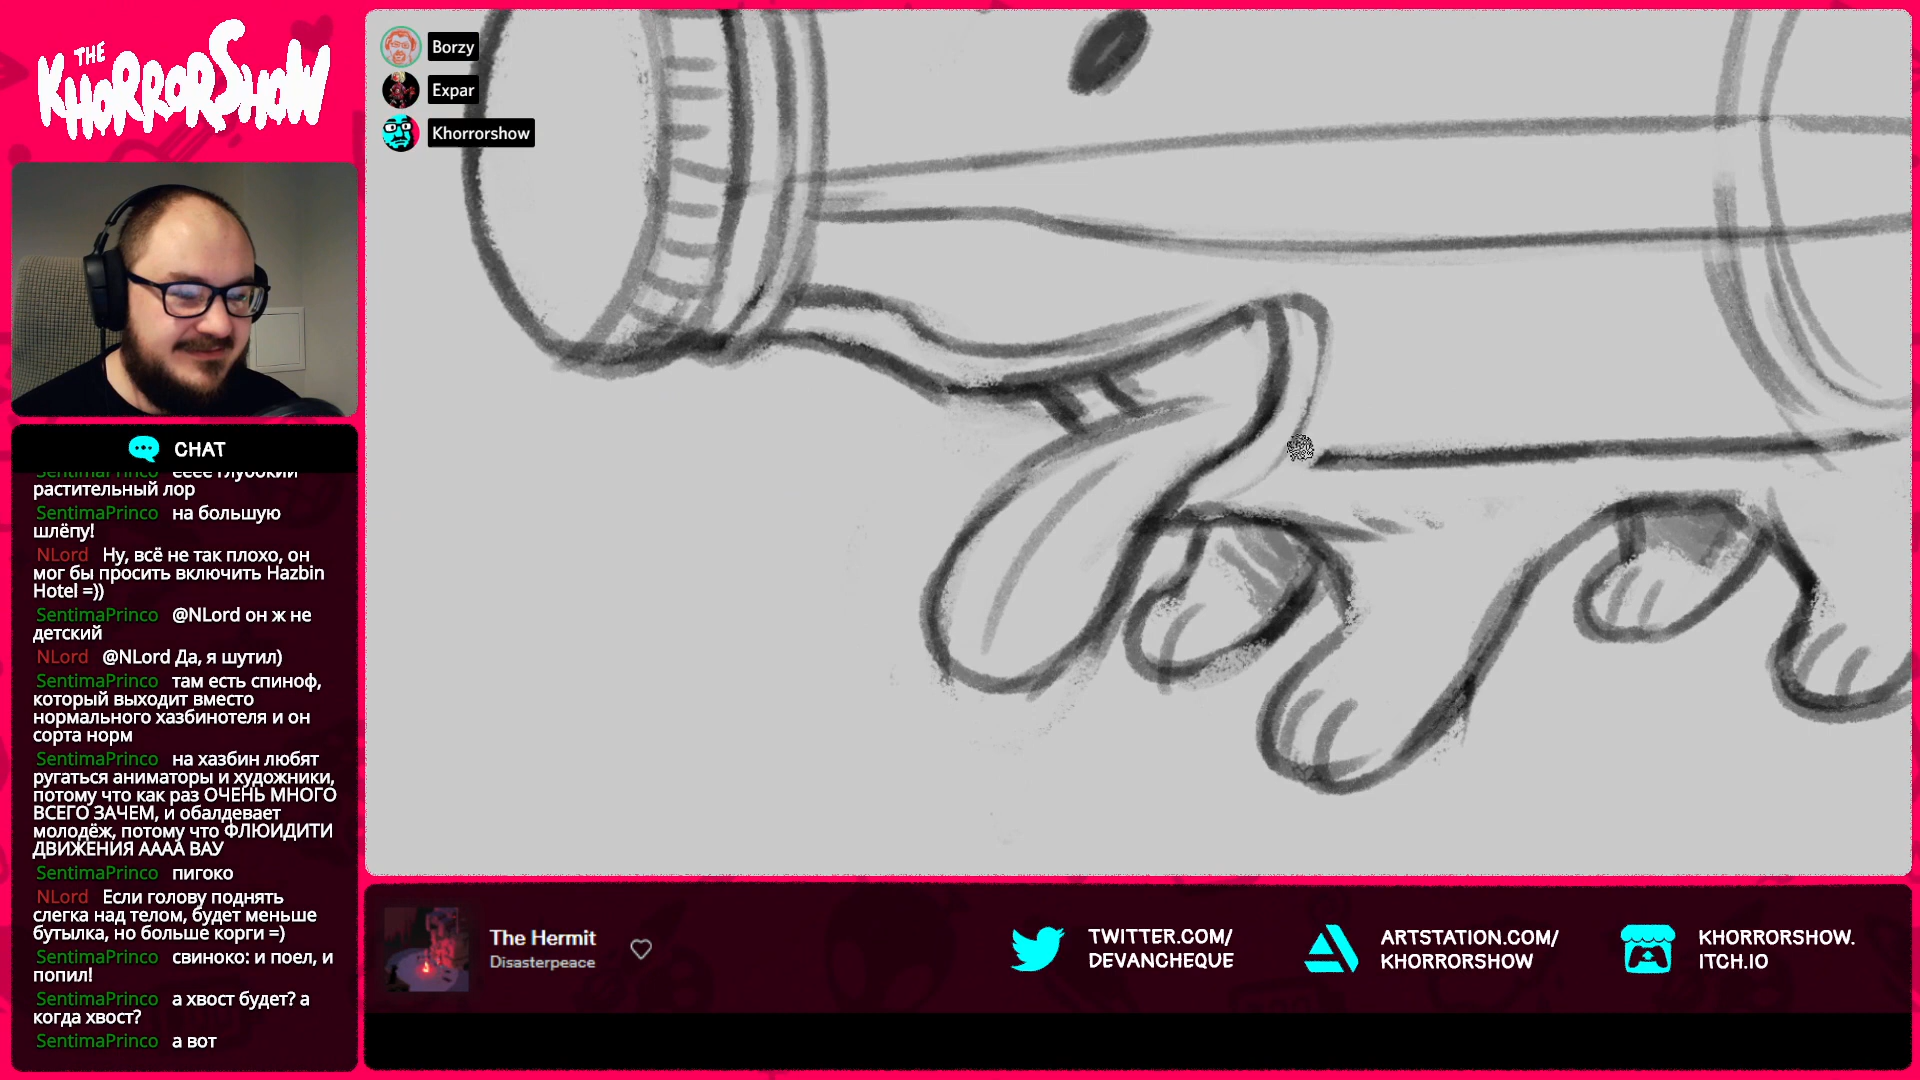 THE
KHORRORSHOW
Borzy
Expar
Khorrorshow
CHAT
SentimaPrinco еееее глубокий
растительный лор
SentimaPrinco на большую
шлёпу!
NLord Ну, всё не так плохо, он
мог бы просить включить Hazbin
Hotel =))
SentimaPrinco @NLord он ж не
детский
NLord @NLord Да, я шутил)
SentimaPrinco там есть спиноф,
который выходит вместо
нормального хазбинотеля и он
сорта норм
SentimaPrinco на хазбин любят
ругаться аниматоры и художники,
потому что как раз ОЧЕНЬ МНОГО
ВСЕГО ЗАЧЕМ, и обалдевает
молодёж, потому что ФЛЮИДИТИ
ДВИЖЕНИЯ АААА ВАУ
SentimaPrinco пигоко
NLord Если голову поднять
слегка над телом, будет меньше
бутылка, но больше корги =)
SentimaPrinco свиноко: и поел, и
попил!
SentimaPrinco а хвост будет? а
когда хвост?
SentimaPrinco а вот
The Hermit
Disasterpeace
TWITTER.COM/
DEVANCHEQUE
ARTSTATION.COM/
KHORRORSHOW
KHORRORSHOW.
ITCH.IO